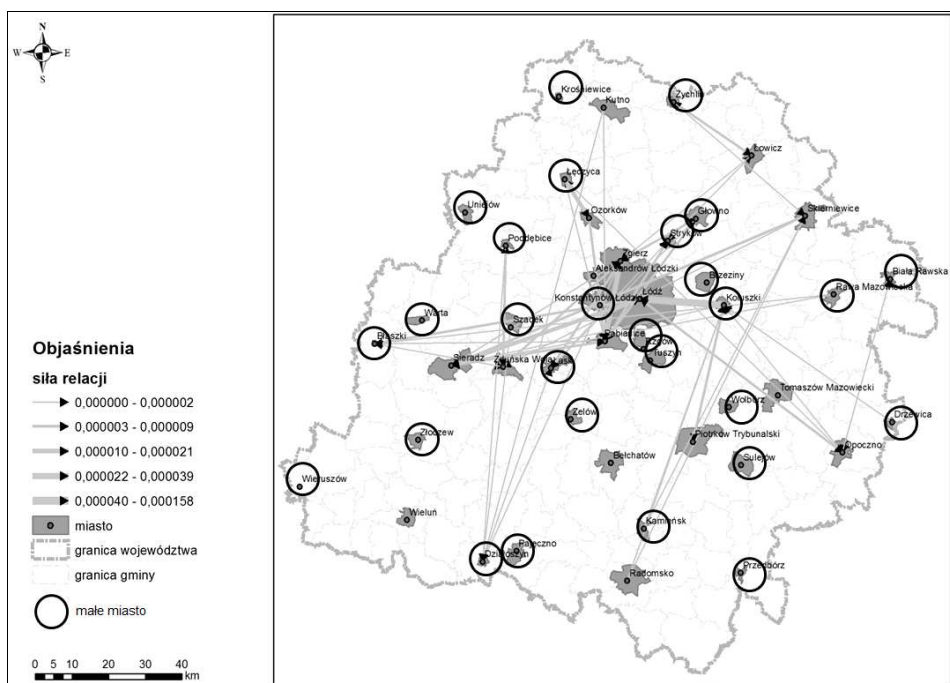 N
W E
S
Objaśnienia
siła relacji
0,000000 - 0,000002
0,000003 - 0,000009
0,000010 - 0,000021
0,000022 - 0,000039
0,000040 - 0,000158
miasto
granica województwa
granica gminy
małe miasto
0 5 10 20 30 40
km
Krośniewice
Kutno
Żychlin
Łowicz
Łęczyca
Uniejów
Ozorków
Głowno
Skierniewice
Stryków
Poddębice
Zgierz
Aleksandrów Łódzki
Brzeziny
Biała Rawska
Rawa Mazowiecka
Konstantynów Łódzki
Łódź
Koluszki
Warta
Szadek
Błaszki
Pabianice
Rzgów
Tuszyn
Sieradz
Zduńska Wola
Łask
Tomaszów Mazowiecki
Wolbórz
Drzewica
Zelów
Złoczew
Piotrków Trybunalski
Opoczno
Bełchatów
Sulejów
Wieruszów
Wieluń
Kamieńsk
Pajęczno
Działoszyn
Radomsko
Przedbórz